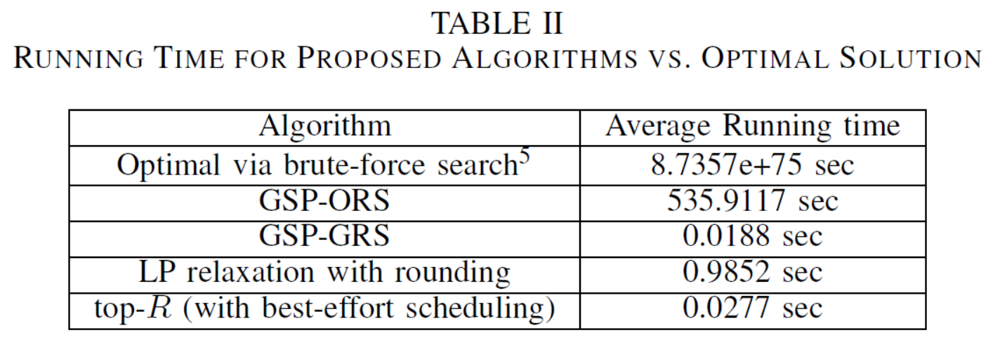 TABLE II
RUNNING TIME FOR PROPOSED ALGORITHMS VS. OPTIMAL SOLUTION
Algorithm Average Running time
Optimal via brute-force search5 8.7357e+75 sec
GSP-ORS 535.9117 sec
GSP-GRS 0.0188 sec
LP relaxation with rounding 0.9852 sec
top-R (with best-effort scheduling) 0.0277 sec